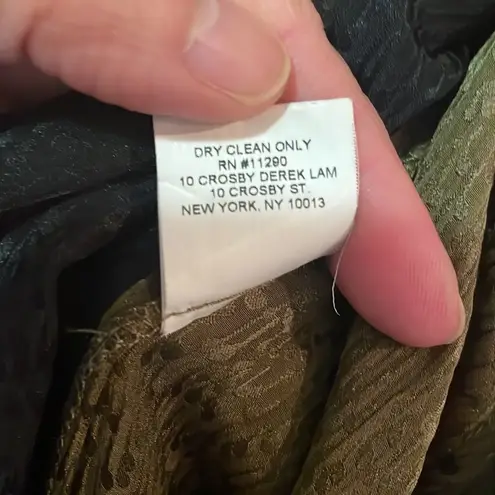 DRY CLEAN ONLY
RN #11290
10 CROSBY DEREK LAM
10 CROSBY ST.
NEW YORK, NY 10013